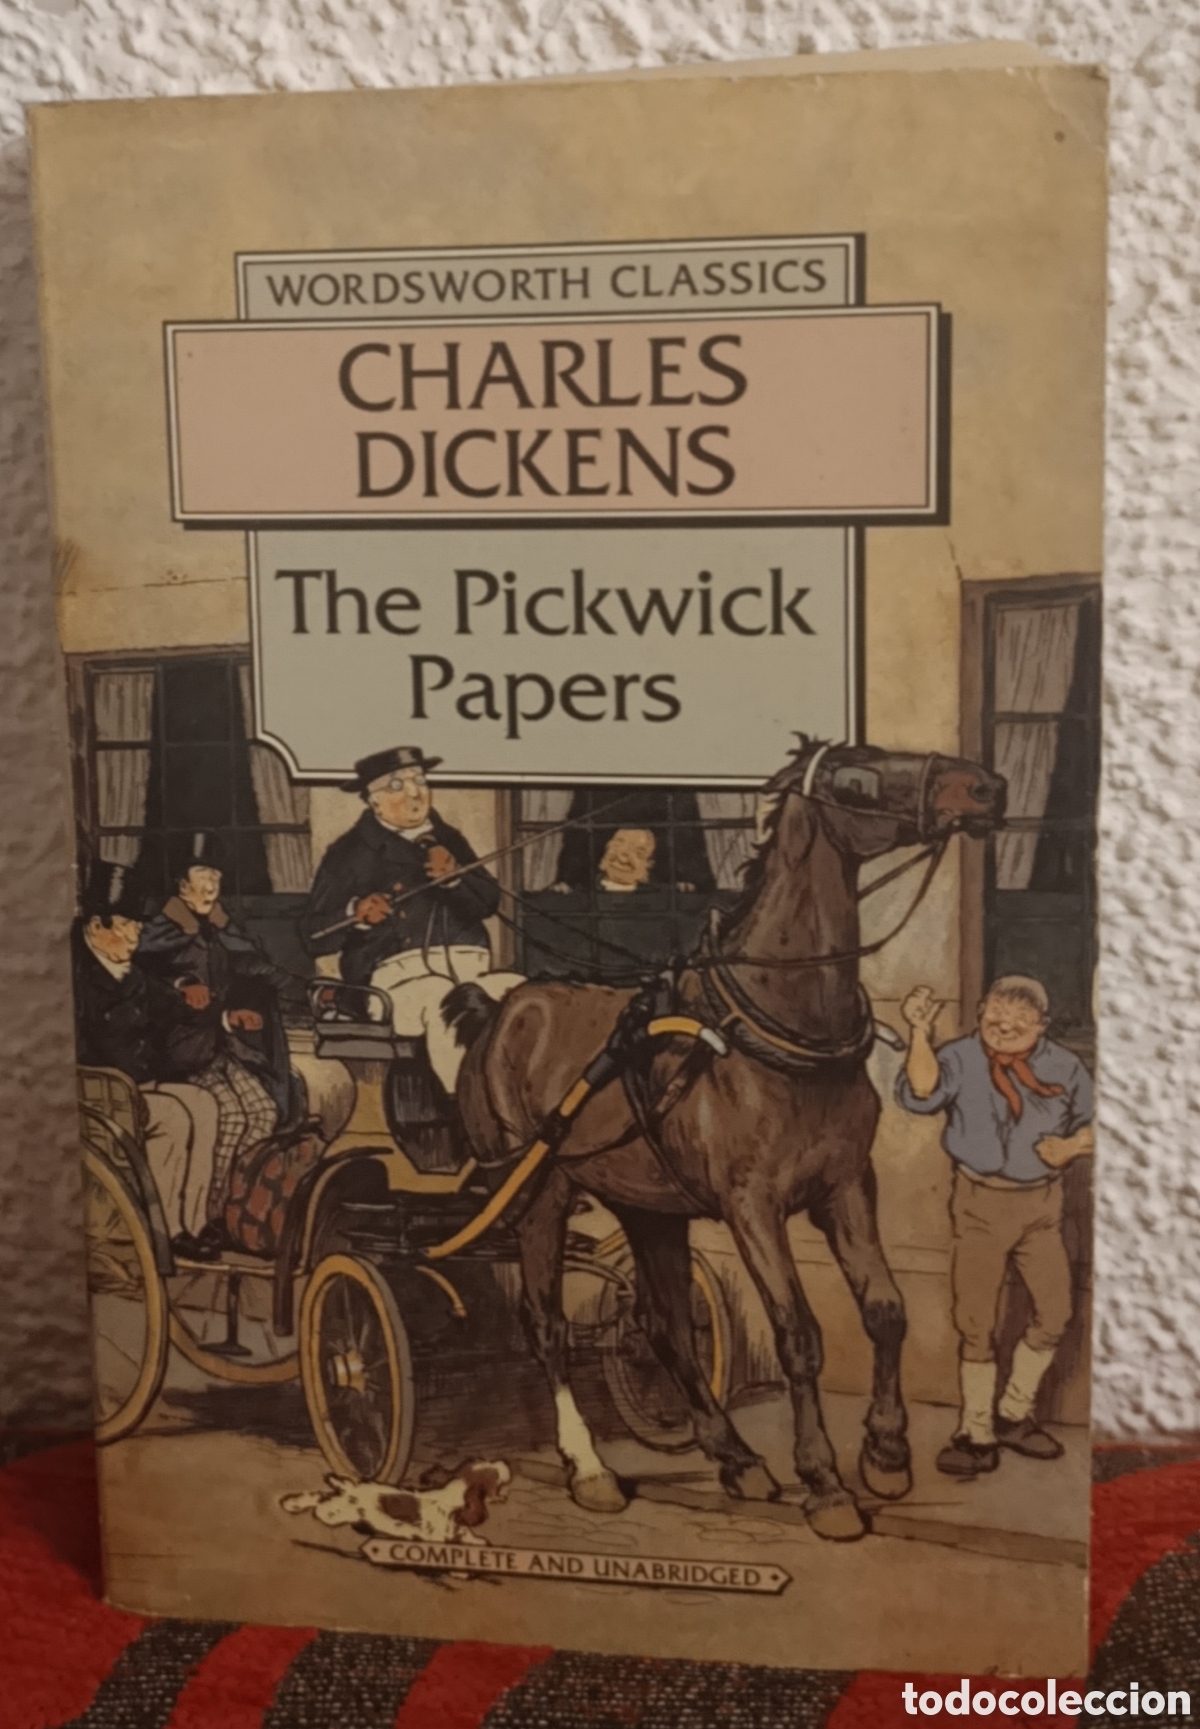 WORDSWORTH CLASSICS
CHARLES
DICKENS
The Pickwick
Papers
• COMPLETE AND UNABRIDGED •
todocoleccion